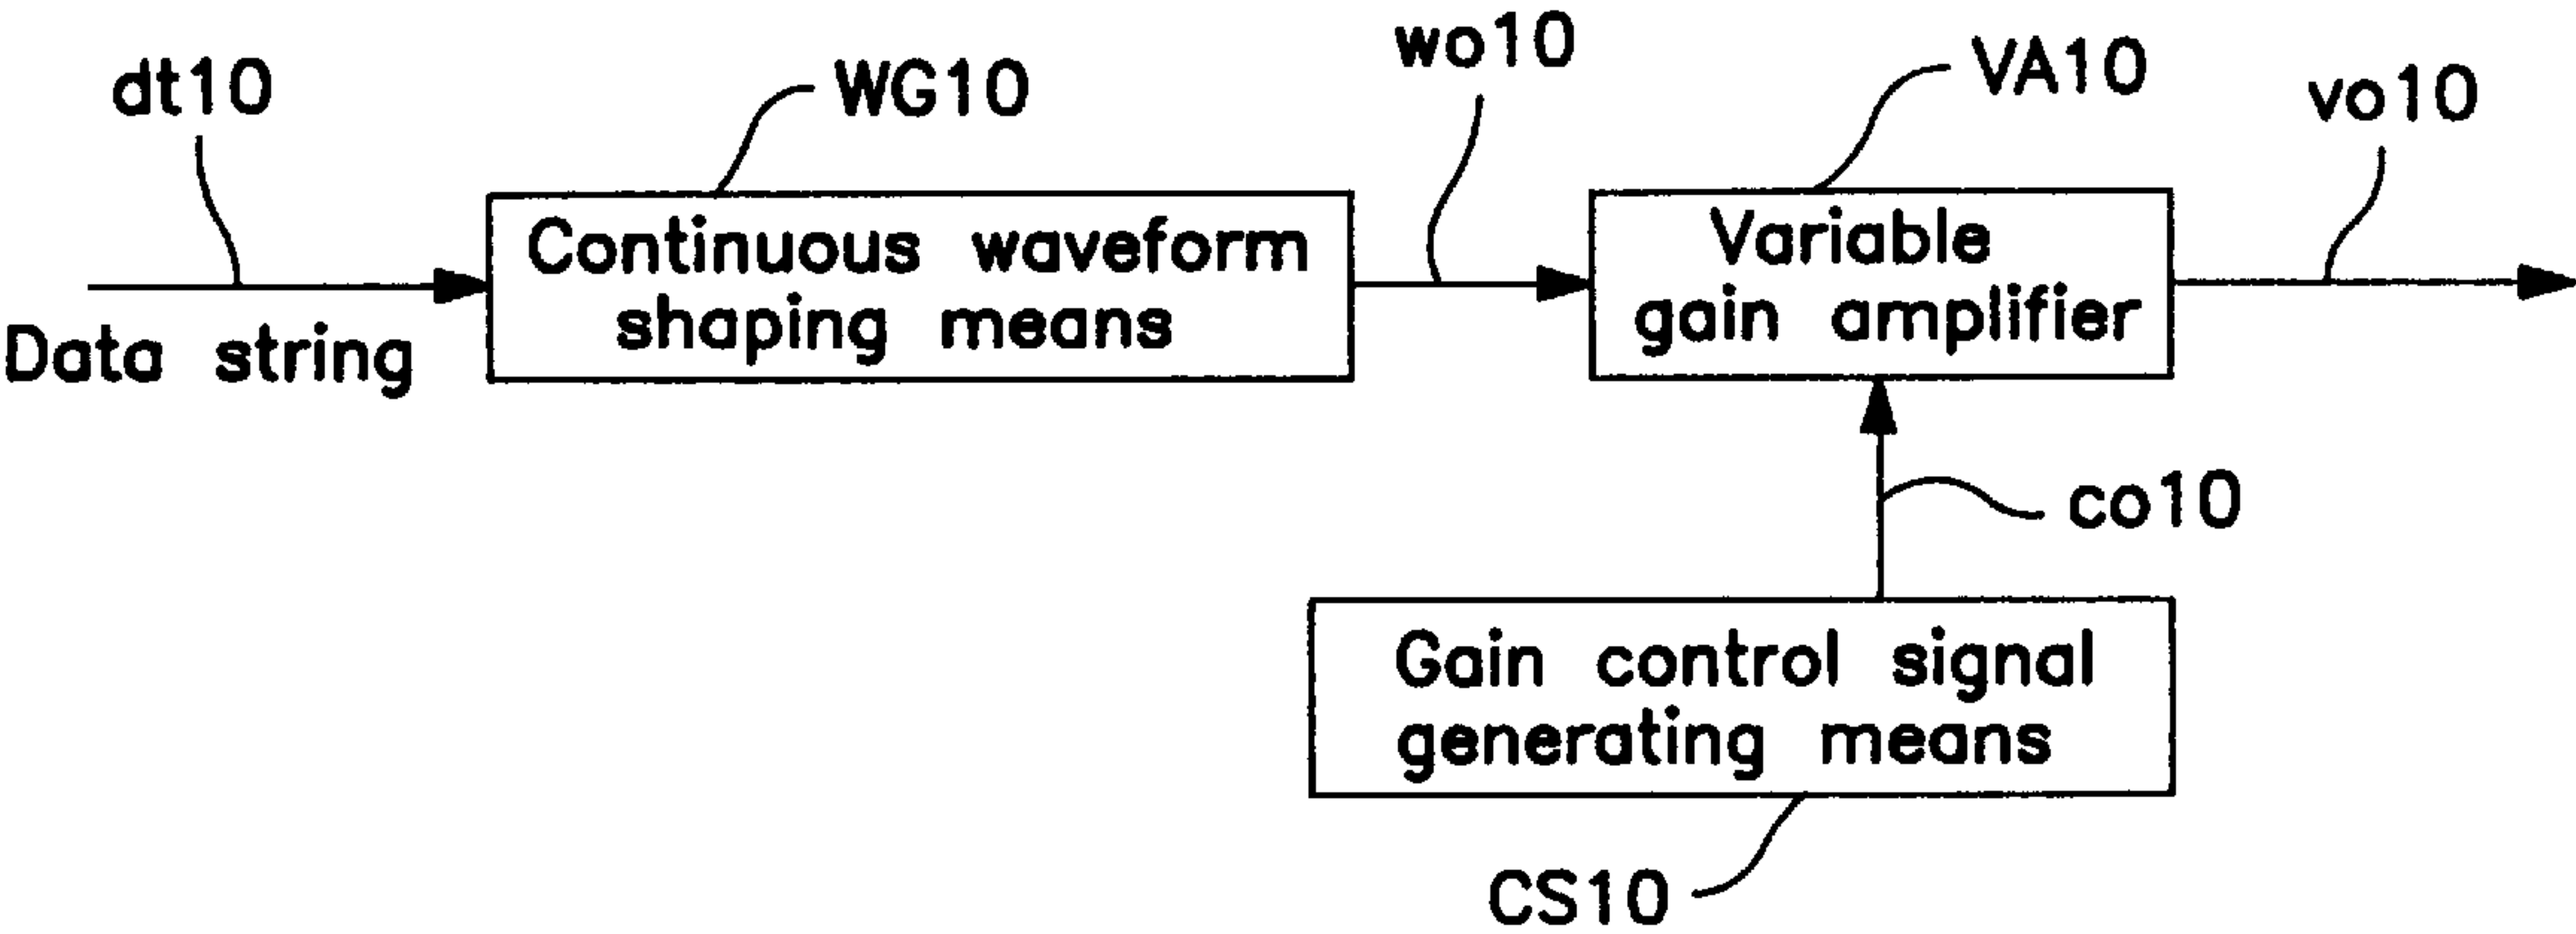 dt10
WG10
wo10
VA10
vo10
Data string
Continuous waveform
shaping means
Variable
gain amplifier
co10
Gain control signal
generating means
CS10